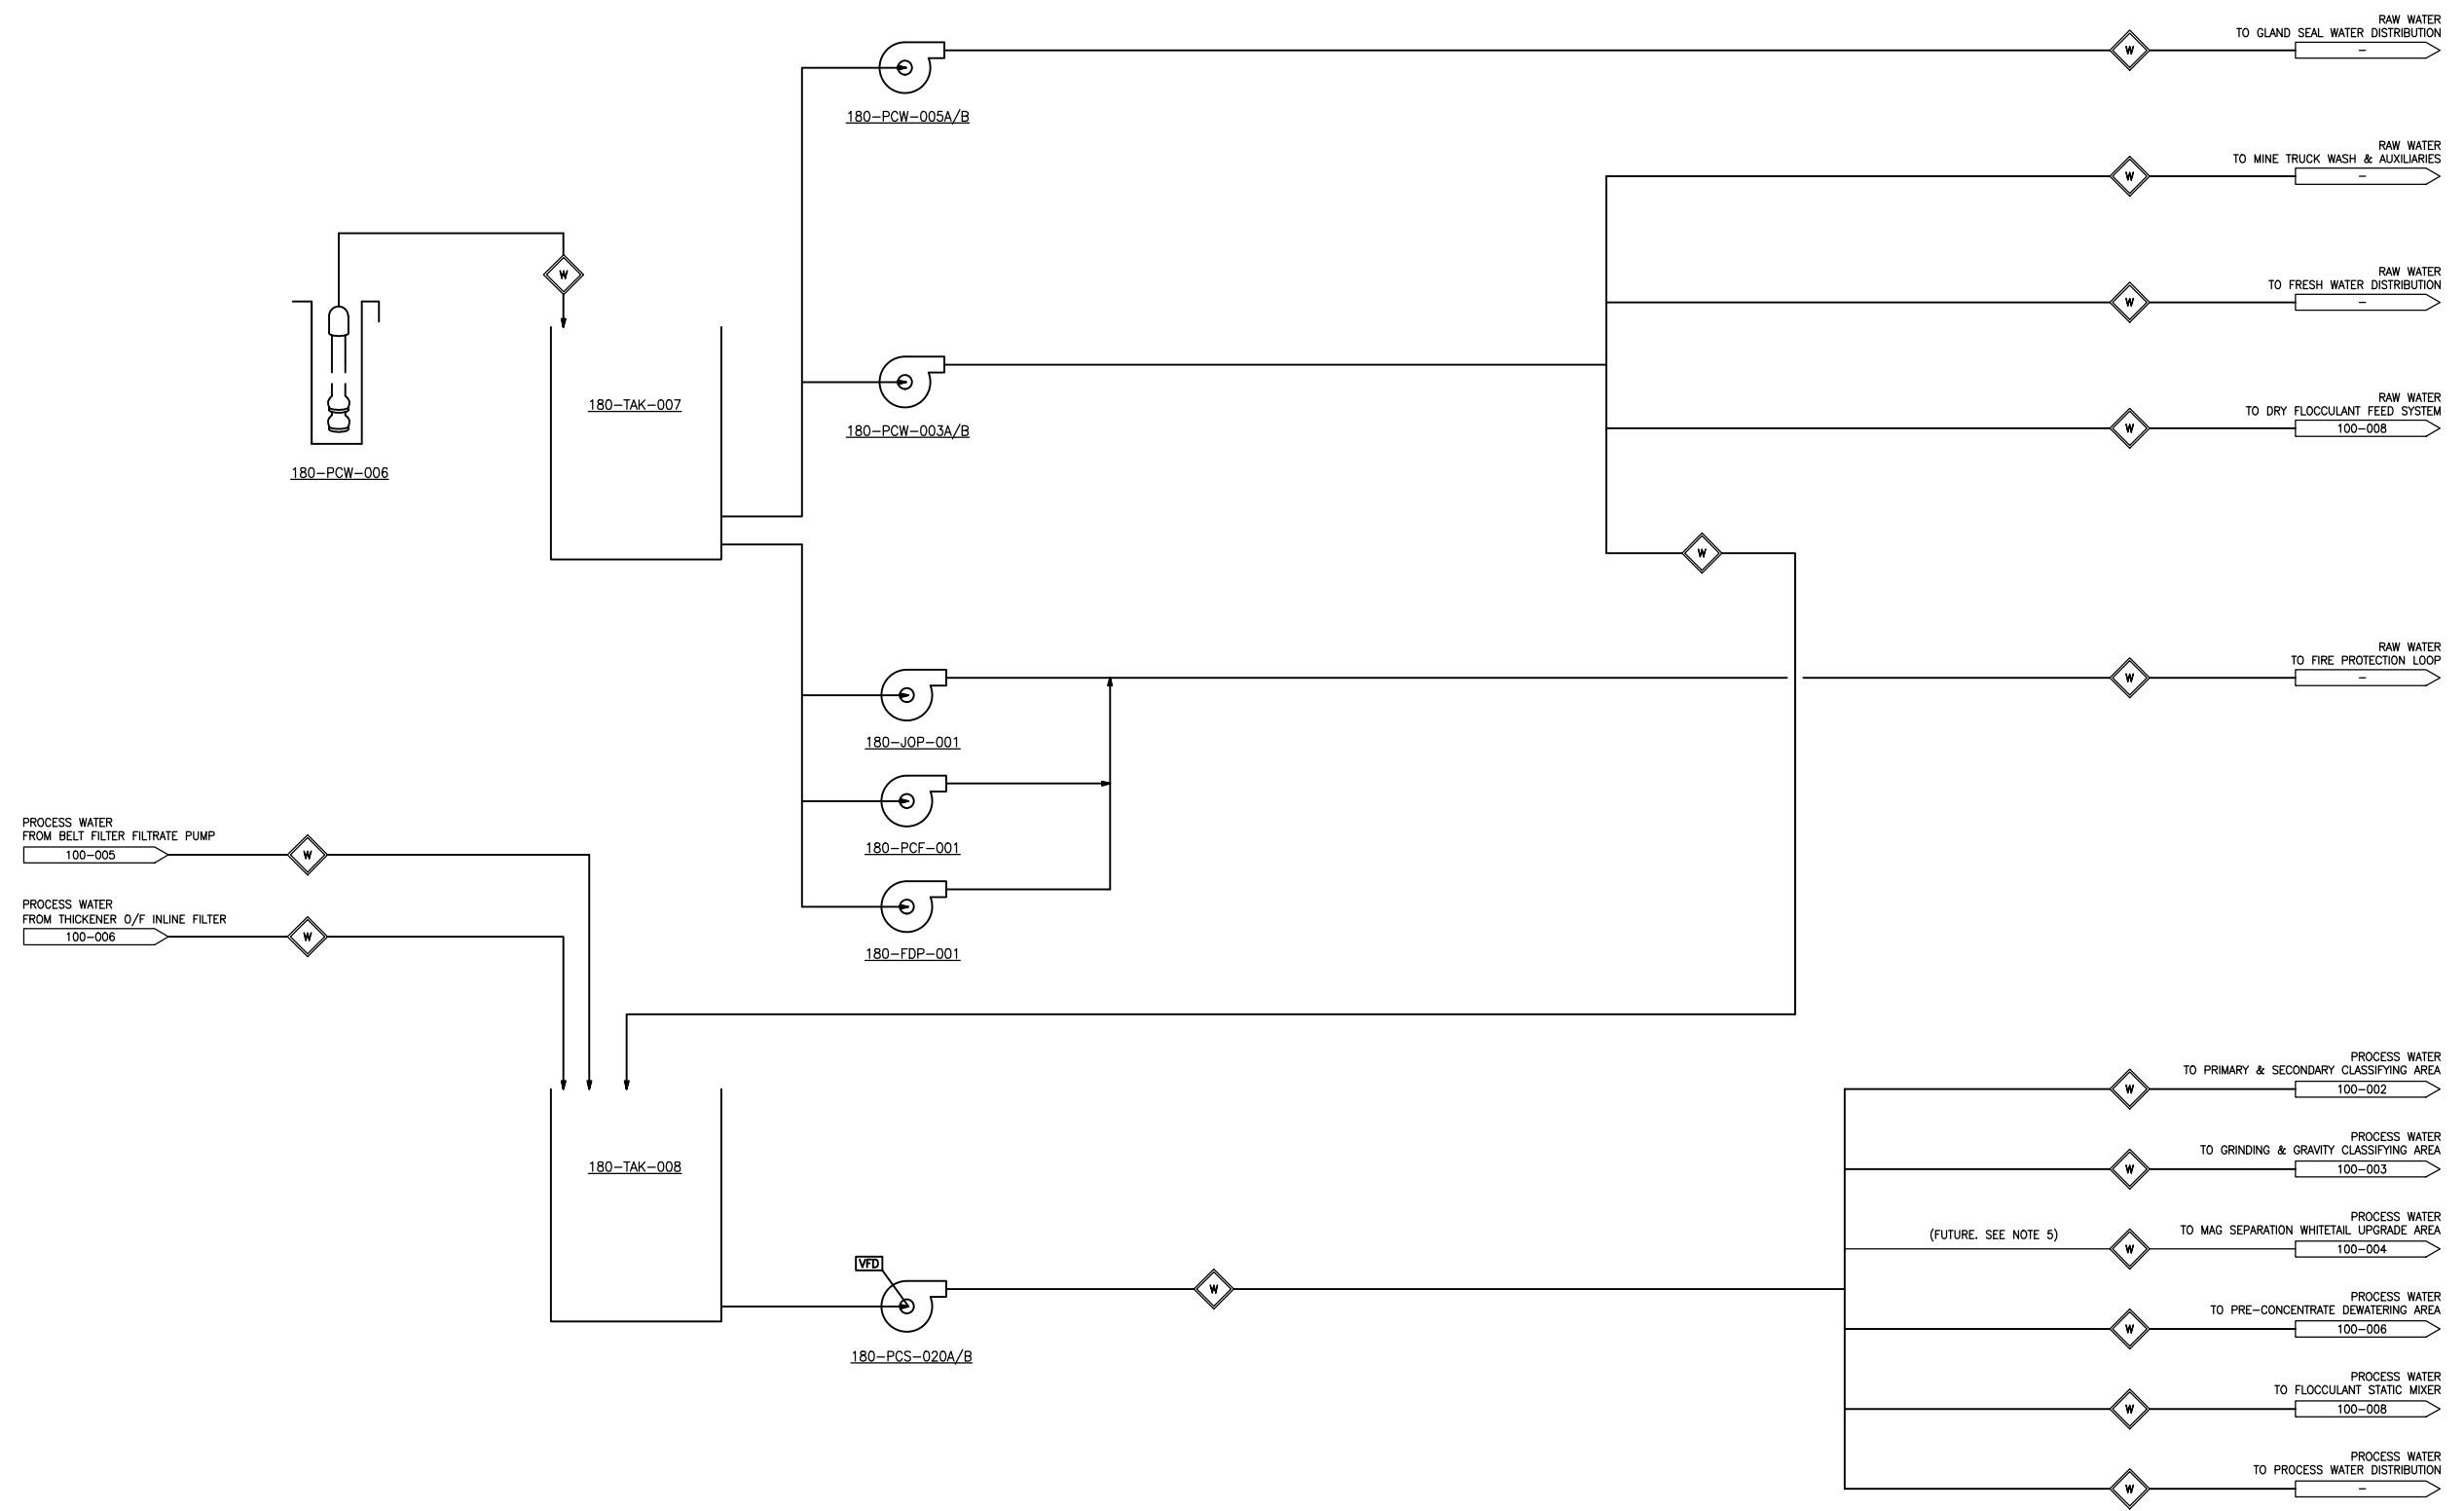 RAW WATER
TO GLAND SEAL WATER DISTRIBUTION
W
–
180-PCW-005A/B
RAW WATER
TO MINE TRUCK WASH & AUXILIARIES
W
–
W
RAW WATER
TO FRESH WATER DISTRIBUTION
W
–
180-TAK-007
180-PCW-003A/B
RAW WATER
TO DRY FLOCCULANT FEED SYSTEM
W
100-008
180-PCW-006
W
RAW WATER
TO FIRE PROTECTION LOOP
W
–
180-JOP-001
PROCESS WATER
FROM BELT FILTER FILTRATE PUMP
100-005
W
180-PCF-001
PROCESS WATER
FROM THICKENER O/F INLINE FILTER
100-006
W
180-FDP-001
PROCESS WATER
TO PRIMARY & SECONDARY CLASSIFYING AREA
W
100-002
180-TAK-008
PROCESS WATER
TO GRINDING & GRAVITY CLASSIFYING AREA
W
100-003
PROCESS WATER
TO MAG SEPARATION WHITETAIL UPGRADE AREA
(FUTURE. SEE NOTE 5)
W
100-004
VFD
W
180-PCS-020A/B
PROCESS WATER
TO PRE-CONCENTRATE DEWATERING AREA
W
100-006
PROCESS WATER
TO FLOCCULANT STATIC MIXER
W
100-008
PROCESS WATER
TO PROCESS WATER DISTRIBUTION
W
–